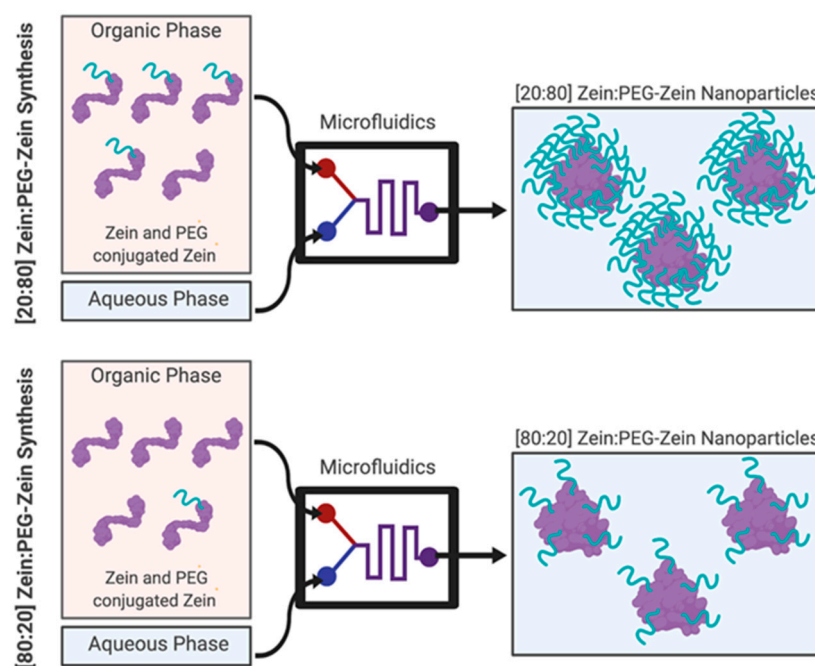 [20:80] Zein:PEG-Zein Synthesis
Organic Phase
Zein and PEG
conjugated Zein
Aqueous Phase
Microfluidics
[20:80] Zein:PEG-Zein Nanoparticles
[80:20] Zein:PEG-Zein Synthesis
Organic Phase
Zein and PEG
conjugated Zein
Aqueous Phase
Microfluidics
[80:20] Zein:PEG-Zein Nanoparticles